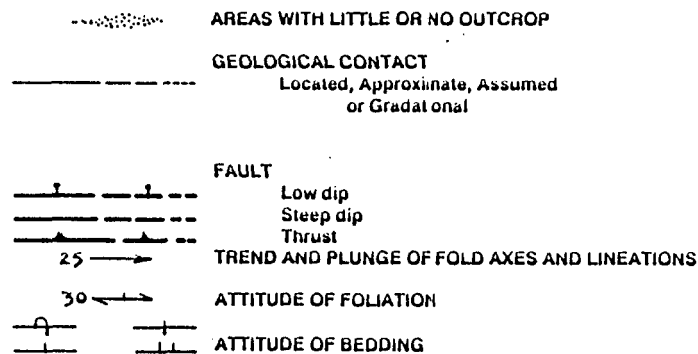 AREAS WITH LITTLE OR NO OUTCROP
GEOLOGICAL CONTACT
Located, Approximate, Assumed
or Gradational
FAULT
Low dip
Steep dip
Thrust
25 TREND AND PLUNGE OF FOLD AXES AND LINEATIONS
30 ATTITUDE OF FOLIATION
ATTITUDE OF BEDDING